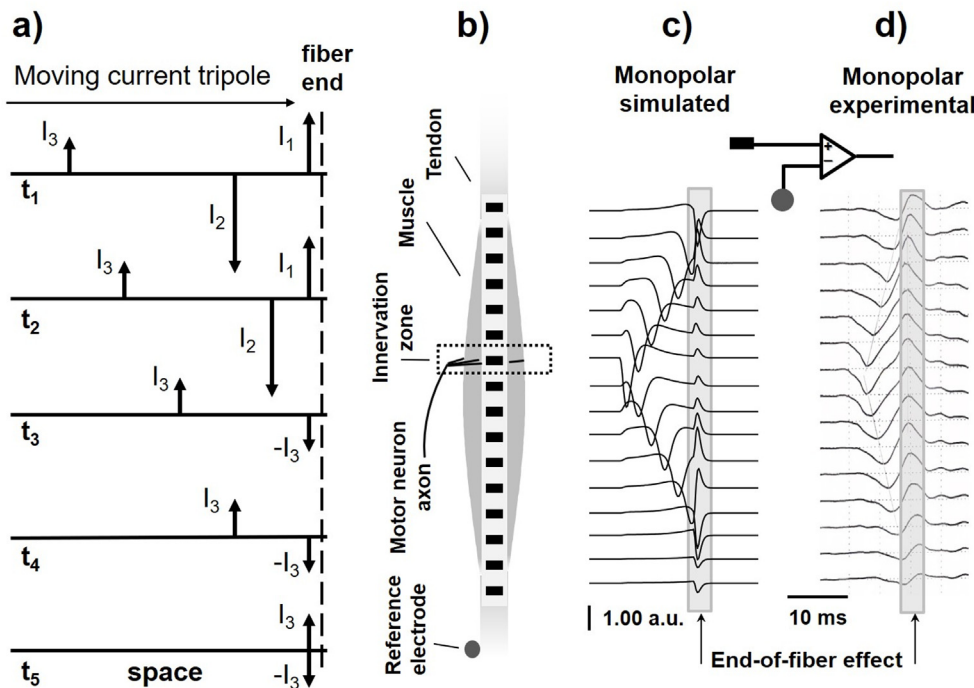 a)
Moving current tripole
fiber
end
I3
I1
t1
I2
I3
I1
t2
I2
I3
t3
-I3
I3
t4
-I3
I3
t5
space
-I3
b)
Tendon
Muscle
Innervation
zone
Motor neuron
axon
Reference
electrode
c)
Monopolar
simulated
d)
Monopolar
experimental
+
−
1.00 a.u.
10 ms
End-of-fiber effect